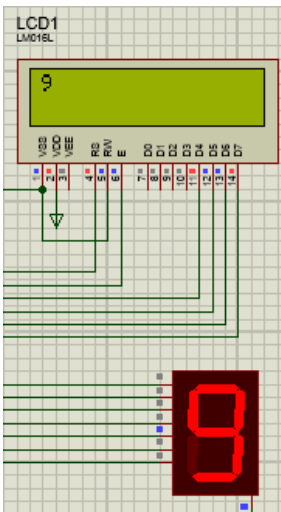 LCD1
LM016L
9
VSS VDD VEE RS RW E D0 D1 D2 D3 D4 D5 D6 D7
1 2 3 4 5 6 7 8 9 10 11 12 13 14
9